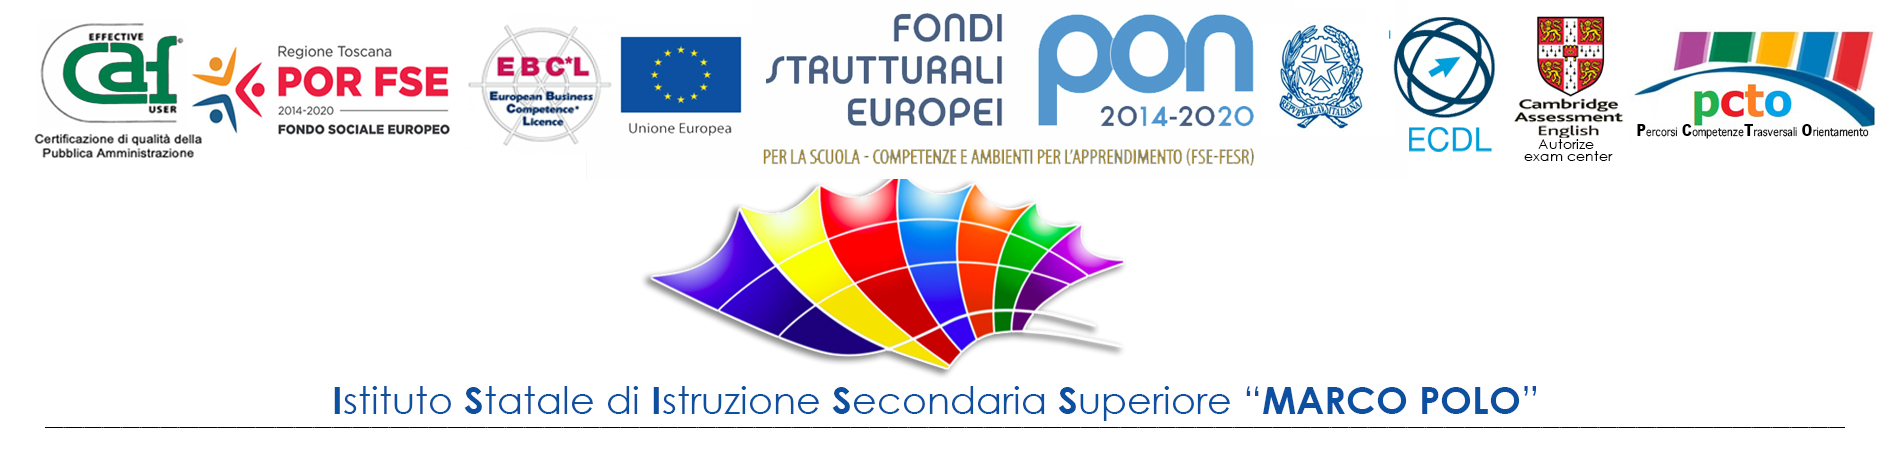 EFFECTIVE
CAF
USER
Certificazione di qualità della
Pubblica Amministrazione
Regione Toscana
POR FSE
2014-2020
FONDO SOCIALE EUROPEO
EBC*L
European Business
Competence*
Licence
Unione Europea
FONDI
STRUTTURALI
EUROPEI
pon
2014-2020
PER LA SCUOLA - COMPETENZE E AMBIENTI PER L'APPRENDIMENTO (FSE-FESR)
REPVBBLICA ITALIANA
ECDL
Cambridge
Assessment
English
Autorize
exam center
pcto
Percorsi Competenze Trasversali Orientamento
Istituto Statale di Istruzione Secondaria Superiore “MARCO POLO”